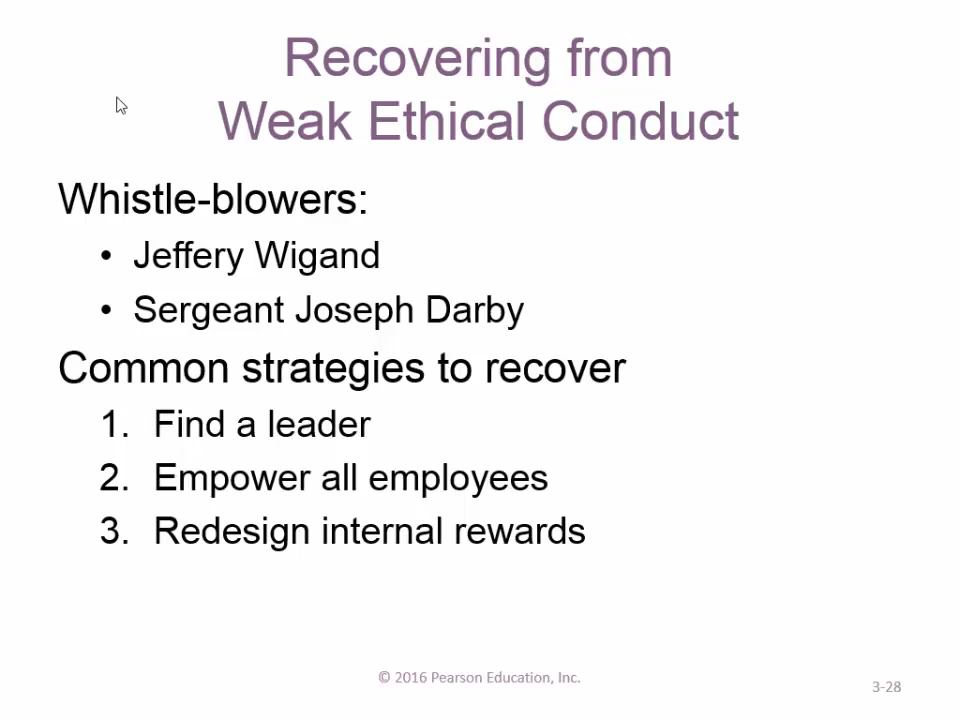 Recovering from
Weak Ethical Conduct
Whistle-blowers:
• Jeffery Wigand
• Sergeant Joseph Darby
Common strategies to recover
1. Find a leader
2. Empower all employees
3. Redesign internal rewards
© 2016 Pearson Education, Inc.
3-28